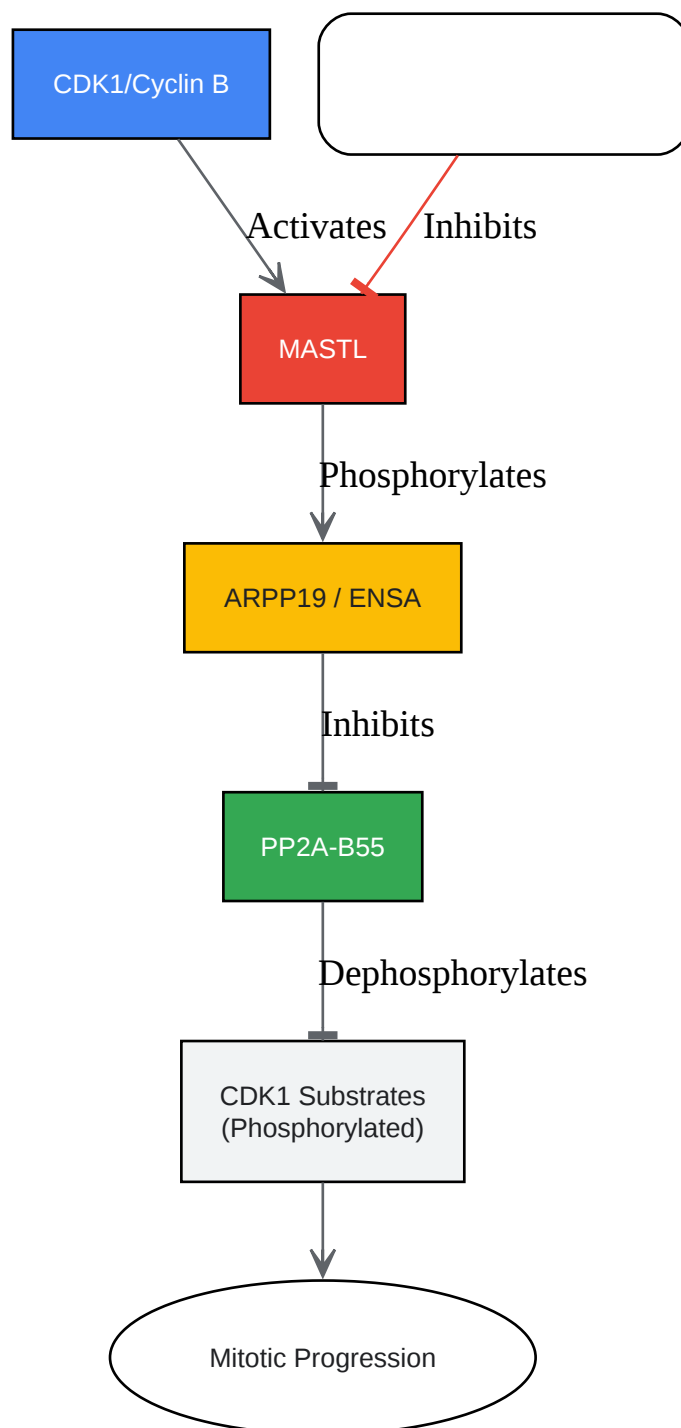 CDK1/Cyclin B
Activates
Inhibits
MASTL
Phosphorylates
ARPP19 / ENSA
Inhibits
PP2A-B55
Dephosphorylates
CDK1 Substrates
(Phosphorylated)
Mitotic Progression